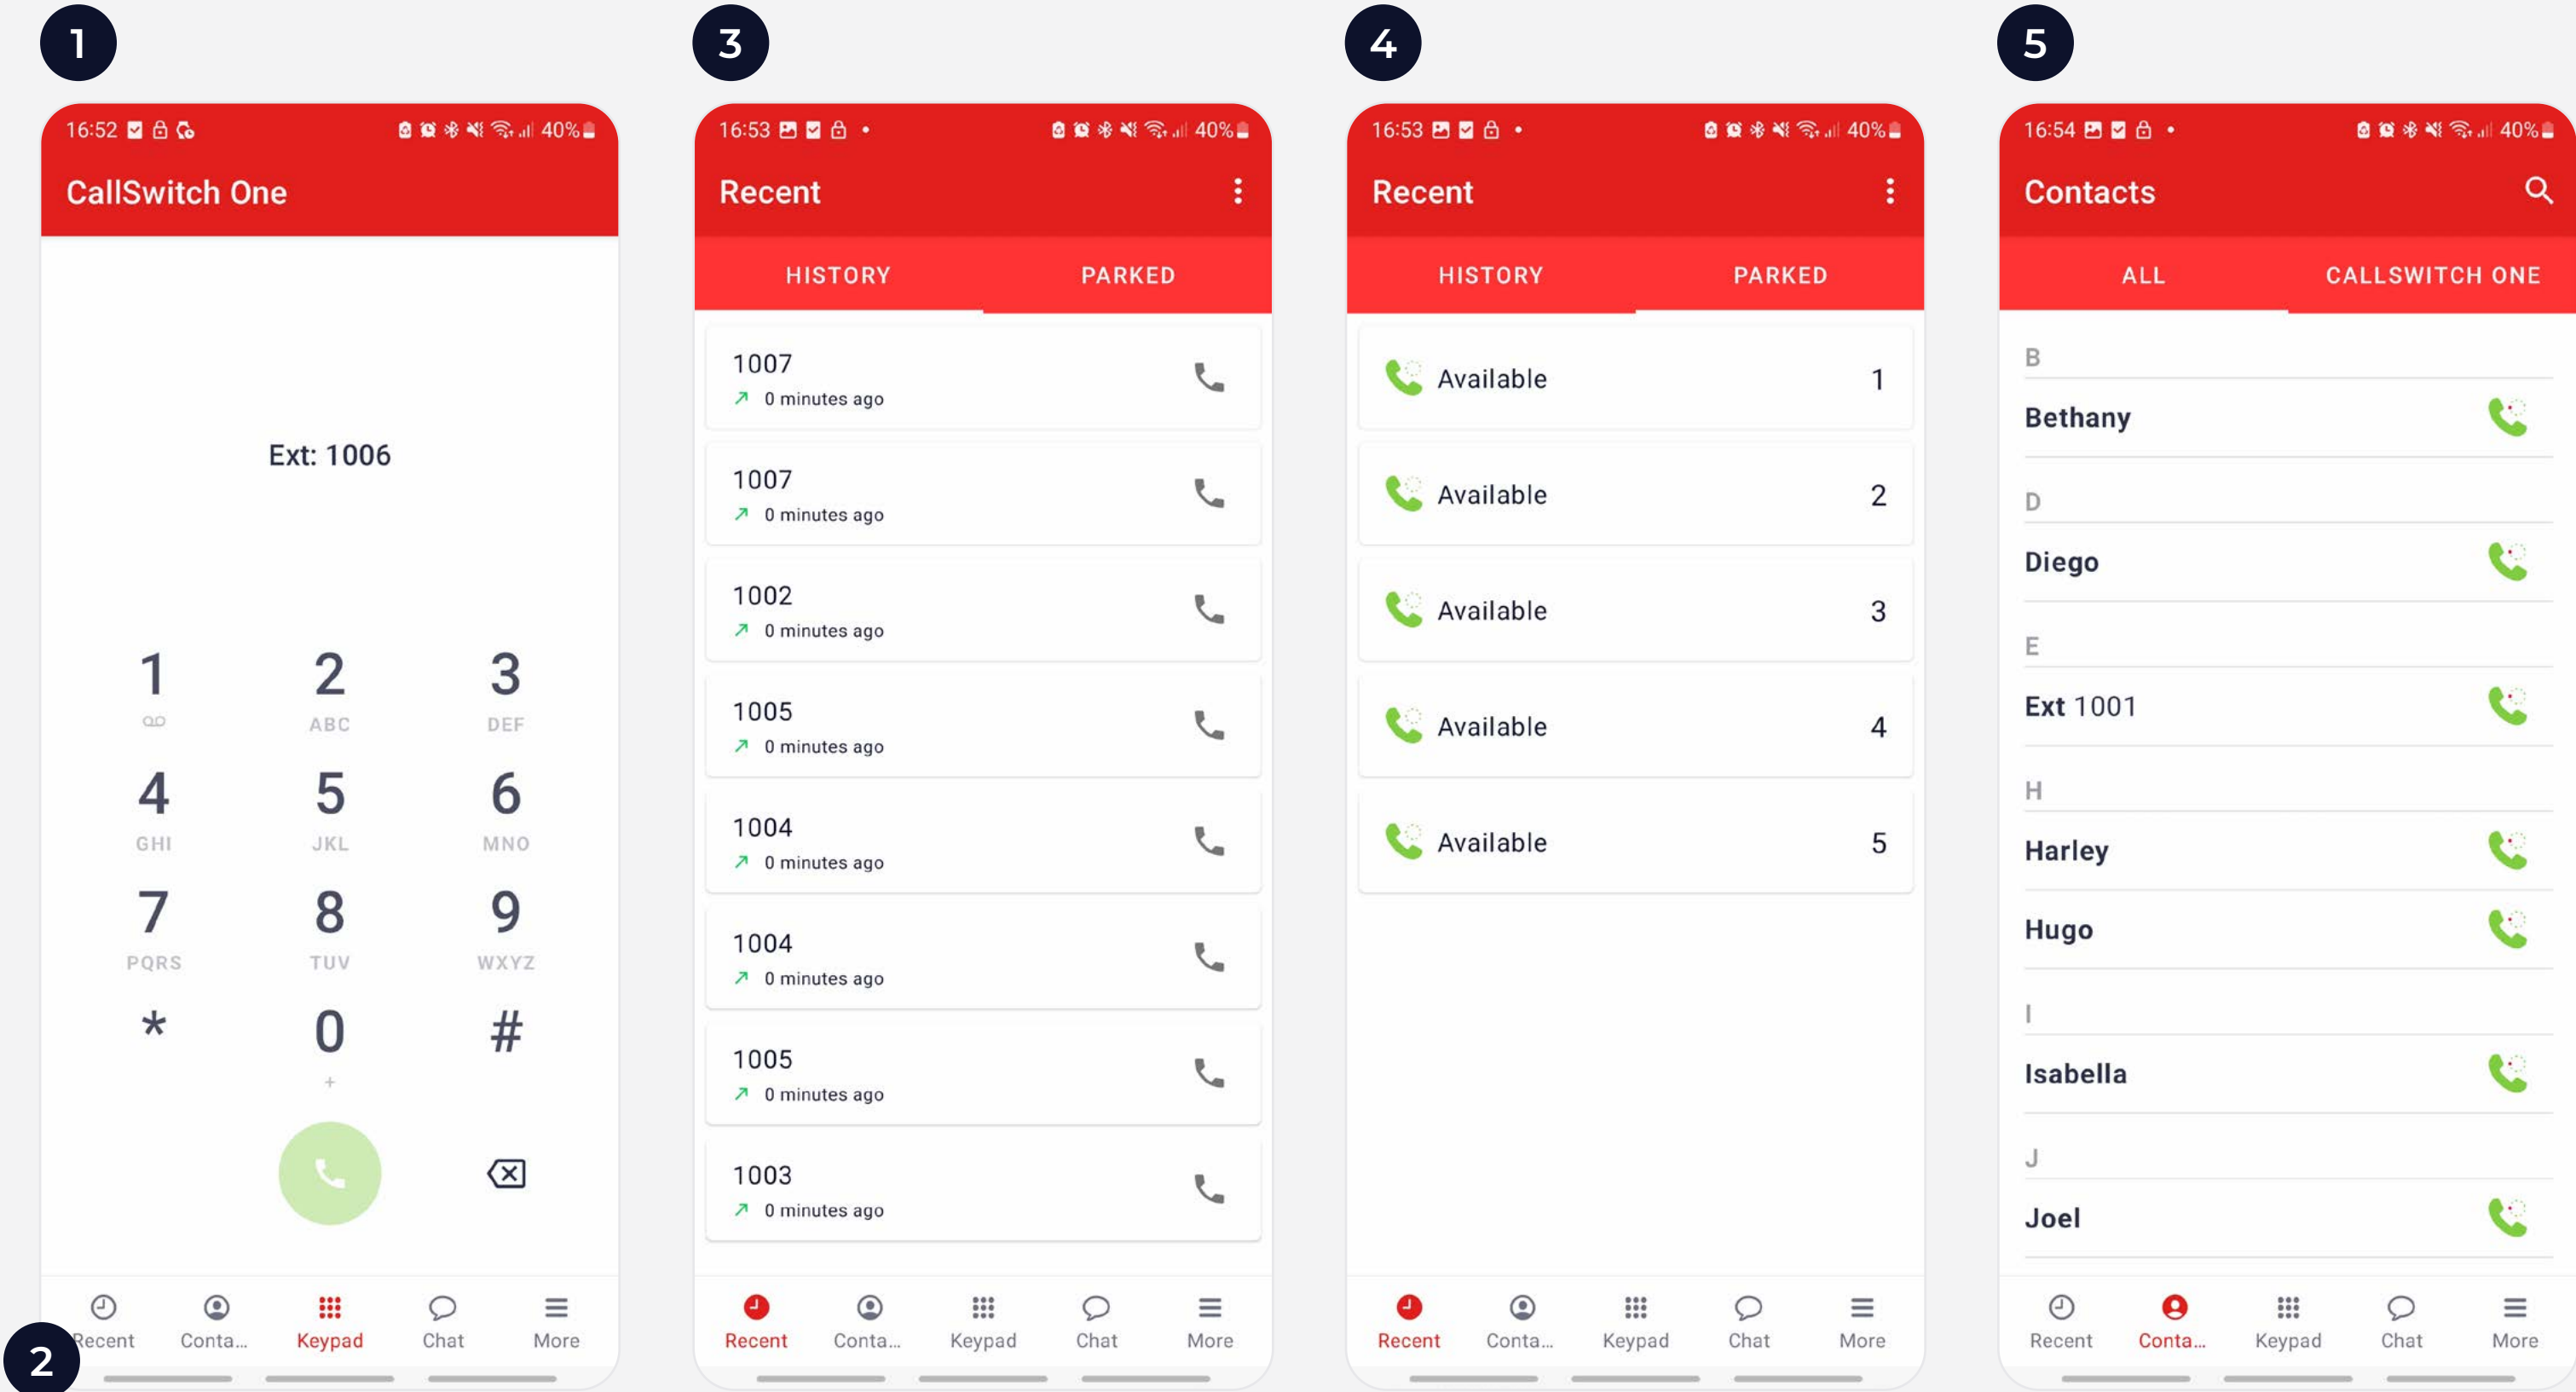 1
16:52 40%
CallSwitch One
Ext: 1006
1 2 3
ABC DEF
4 5 6
GHI JKL MNO
7 8 9
PQRS TUV WXYZ
* 0 #
+
Recent Conta... Keypad Chat More
2
3
16:53 40%
Recent
HISTORY PARKED
1007
0 minutes ago
1007
0 minutes ago
1002
0 minutes ago
1005
0 minutes ago
1004
0 minutes ago
1004
0 minutes ago
1005
0 minutes ago
1003
0 minutes ago
Recent Conta... Keypad Chat More
4
16:53 40%
Recent
HISTORY PARKED
Available 1
Available 2
Available 3
Available 4
Available 5
Recent Conta... Keypad Chat More
5
16:54 40%
Contacts
ALL CALLSWITCH ONE
B
Bethany
D
Diego
E
Ext 1001
H
Harley
Hugo
I
Isabella
J
Joel
Recent Conta... Keypad Chat More